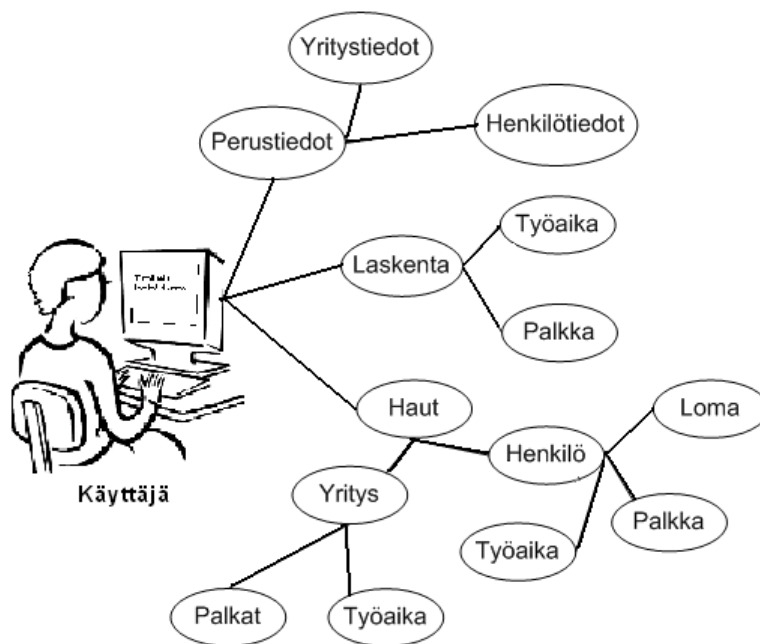 Yritystiedot
Perustiedot
Henkilötiedot
Työaika
Laskenta
Palkka
Haut
Loma
Henkilö
Käyttäjä
Yritys
Palkka
Työaika
Palkat
Työaika